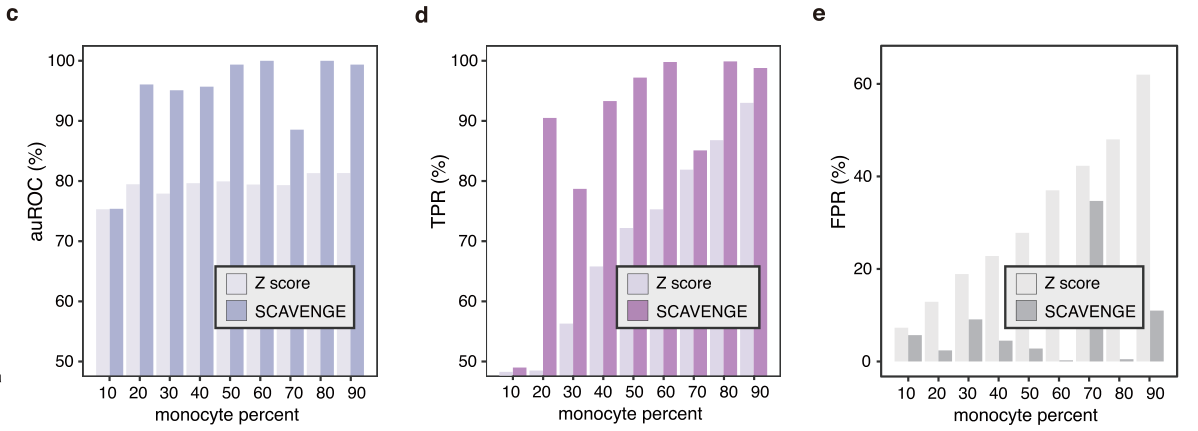 c
auROC (%)
100
90
80
70
60
50
Z score
SCAVENGE
10 20 30 40 50 60 70 80 90
monocyte percent
d
TPR (%)
100
90
80
70
60
50
Z score
SCAVENGE
10 20 30 40 50 60 70 80 90
monocyte percent
e
FPR (%)
60
40
20
0
Z score
SCAVENGE
10 20 30 40 50 60 70 80 90
monocyte percent